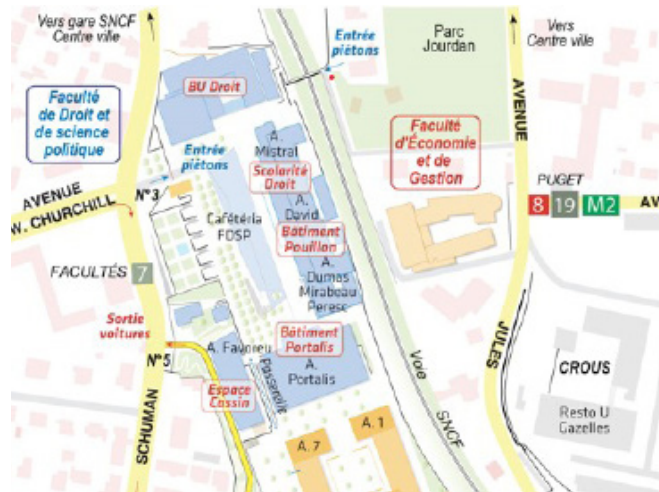 Vers gare SNCF
Centre ville
Entrée
piétons
Parc
Jourdan
Vers
Centre ville
BU Droit
Faculté
de Droit et
de science
politique
A.
Mistral
Scolarité
Droit
Entrée
piétons
N°3
AVENUE
W. CHURCHILL
Cafétéria
FDSP
A.
David
Bâtiment
Pouillon
A.
Dumas
Mirabeau
Peresc
Faculté
d'Économie
et de
Gestion
AVENUE
PUGET
8 19 M2
AV
FACULTÉS 7
Sortie
voitures
N°5
A. Favoreu
Bâtiment
Portalis
A.
Portalis
Espace
Cassin
Passerelle
Voie
SNCF
JULES
CROUS
Resto U
Gazelles
SCHUMAN
A. 7
A. 1